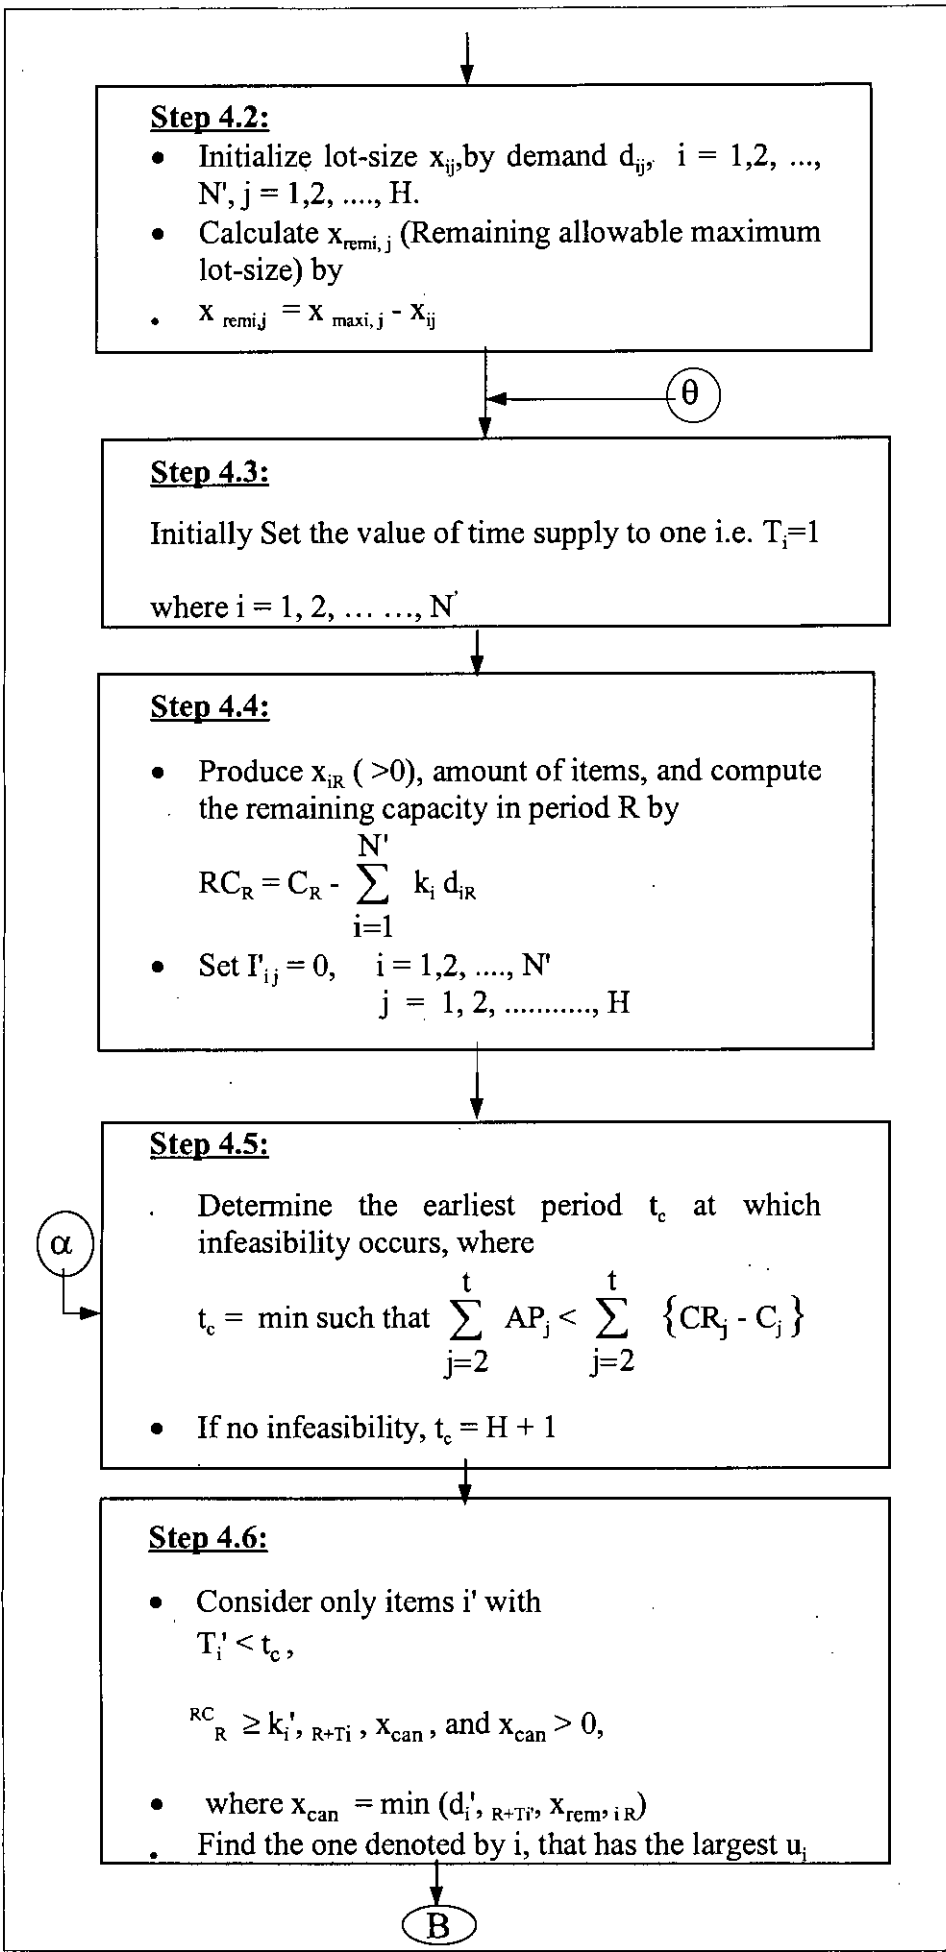 Step 4.2:
• Initialize lot-size x_ij,by demand d_ij, i = 1,2, ...,
N', j = 1,2, ...., H.
• Calculate x_remi, j (Remaining allowable maximum
lot-size) by
. x_remi,j = x_maxi, j - x_ij
θ
Step 4.3:
Initially Set the value of time supply to one i.e. T_i=1
where i = 1, 2, ... ..., N'
Step 4.4:
• Produce x_iR ( >0), amount of items, and compute
the remaining capacity in period R by
N'
RC_R = C_R - ∑ k_i d_iR
i=1
• Set I'_ij = 0, i = 1,2, ...., N'
j = 1, 2, ..........., H
Step 4.5:
. Determine the earliest period t_c at which
infeasibility occurs, where
α
t t
t_c = min such that ∑ AP_j < ∑ {CR_j - C_j}
j=2 j=2
• If no infeasibility, t_c = H + 1
Step 4.6:
• Consider only items i' with
T_i' < t_c ,
RC_R ≥ k_i', R+Ti , x_can , and x_can > 0,
• where x_can = min (d_i', R+Ti', x_rem, iR)
. Find the one denoted by i, that has the largest u_i
B